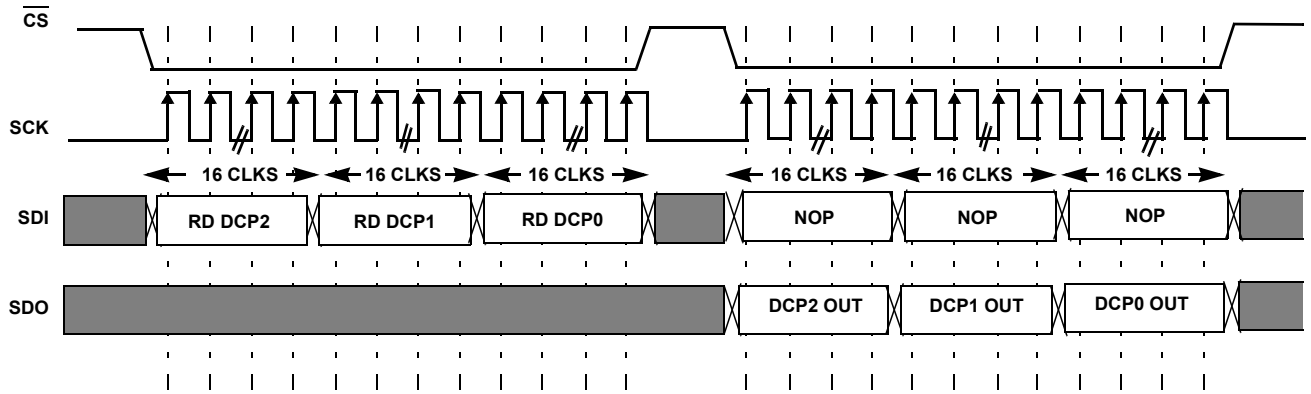 CS
SCK
16 CLKS 16 CLKS 16 CLKS 16 CLKS 16 CLKS 16 CLKS
SDI RD DCP2 RD DCP1 RD DCP0 NOP NOP NOP
SDO DCP2 OUT DCP1 OUT DCP0 OUT